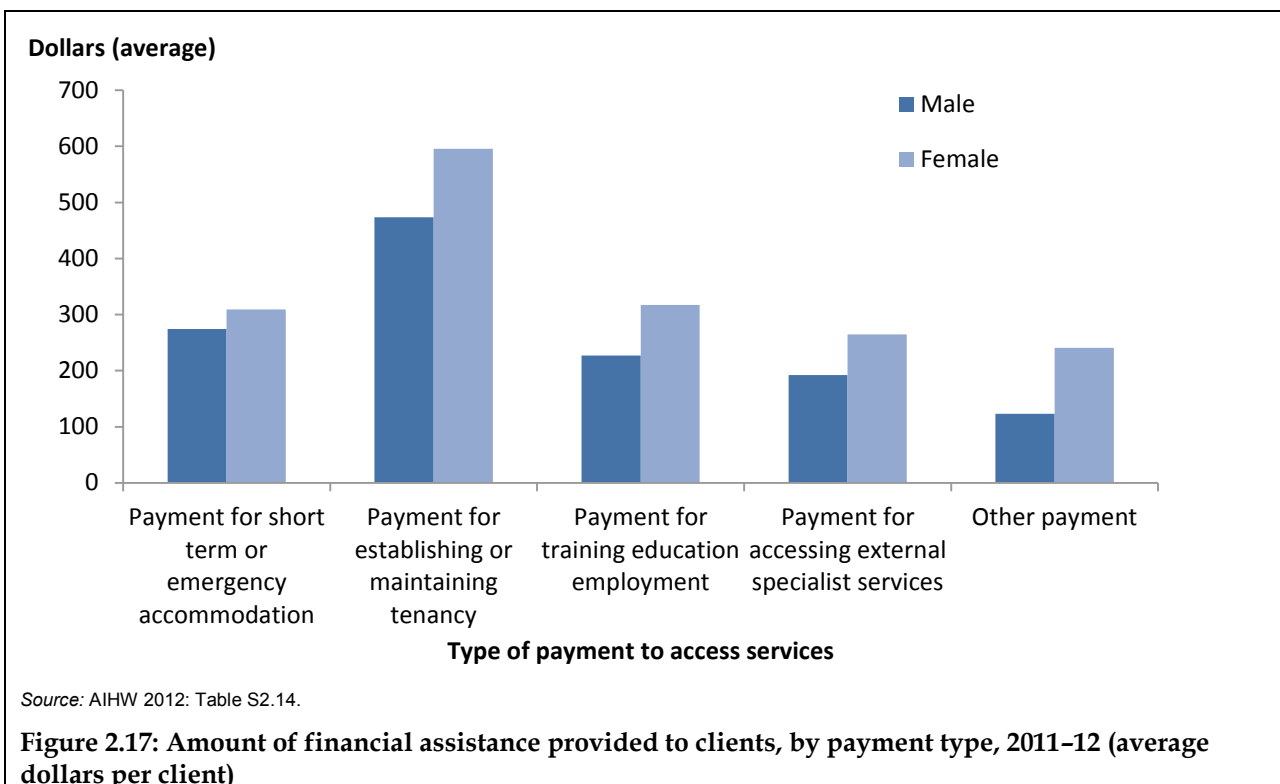 Dollars (average)
700
600
500
400
300
200
100
0
Male
Female
Payment for short
term or
emergency
accommodation
Payment for
establishing or
maintaining
tenancy
Payment for
training education
employment
Payment for
accessing external
specialist services
Other payment
Type of payment to access services
Source: AIHW 2012: Table S2.14.
Figure 2.17: Amount of financial assistance provided to clients, by payment type, 2011–12 (average
dollars per client)